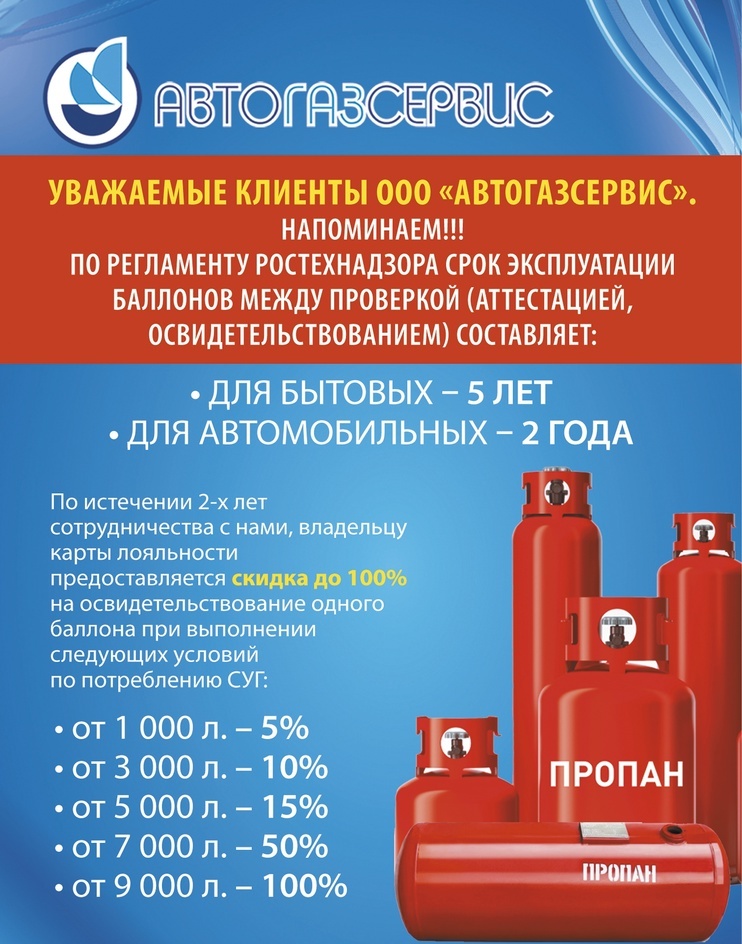 АВТОГАЗСЕРВИС
УВАЖАЕМЫЕ КЛИЕНТЫ ООО «АВТОГАЗСЕРВИС».
НАПОМИНАЕМ!!!
ПО РЕГЛАМЕНТУ РОСТЕХНАДЗОРА СРОК ЭКСПЛУАТАЦИИ
БАЛЛОНОВ МЕЖДУ ПРОВЕРКОЙ (АТТЕСТАЦИЕЙ,
ОСВИДЕТЕЛЬСТВОВАНИЕМ) СОСТАВЛЯЕТ:
• ДЛЯ БЫТОВЫХ – 5 ЛЕТ
• ДЛЯ АВТОМОБИЛЬНЫХ – 2 ГОДА
По истечении 2-х лет
сотрудничества с нами, владельцу
карты лояльности
предоставляется скидка до 100%
на освидетельствование одного
баллона при выполнении
следующих условий
по потреблению СУГ:
• от 1 000 л. – 5%
• от 3 000 л. – 10%
• от 5 000 л. – 15%
• от 7 000 л. – 50%
• от 9 000 л. – 100%
ПРОПАН
ПРОПАН